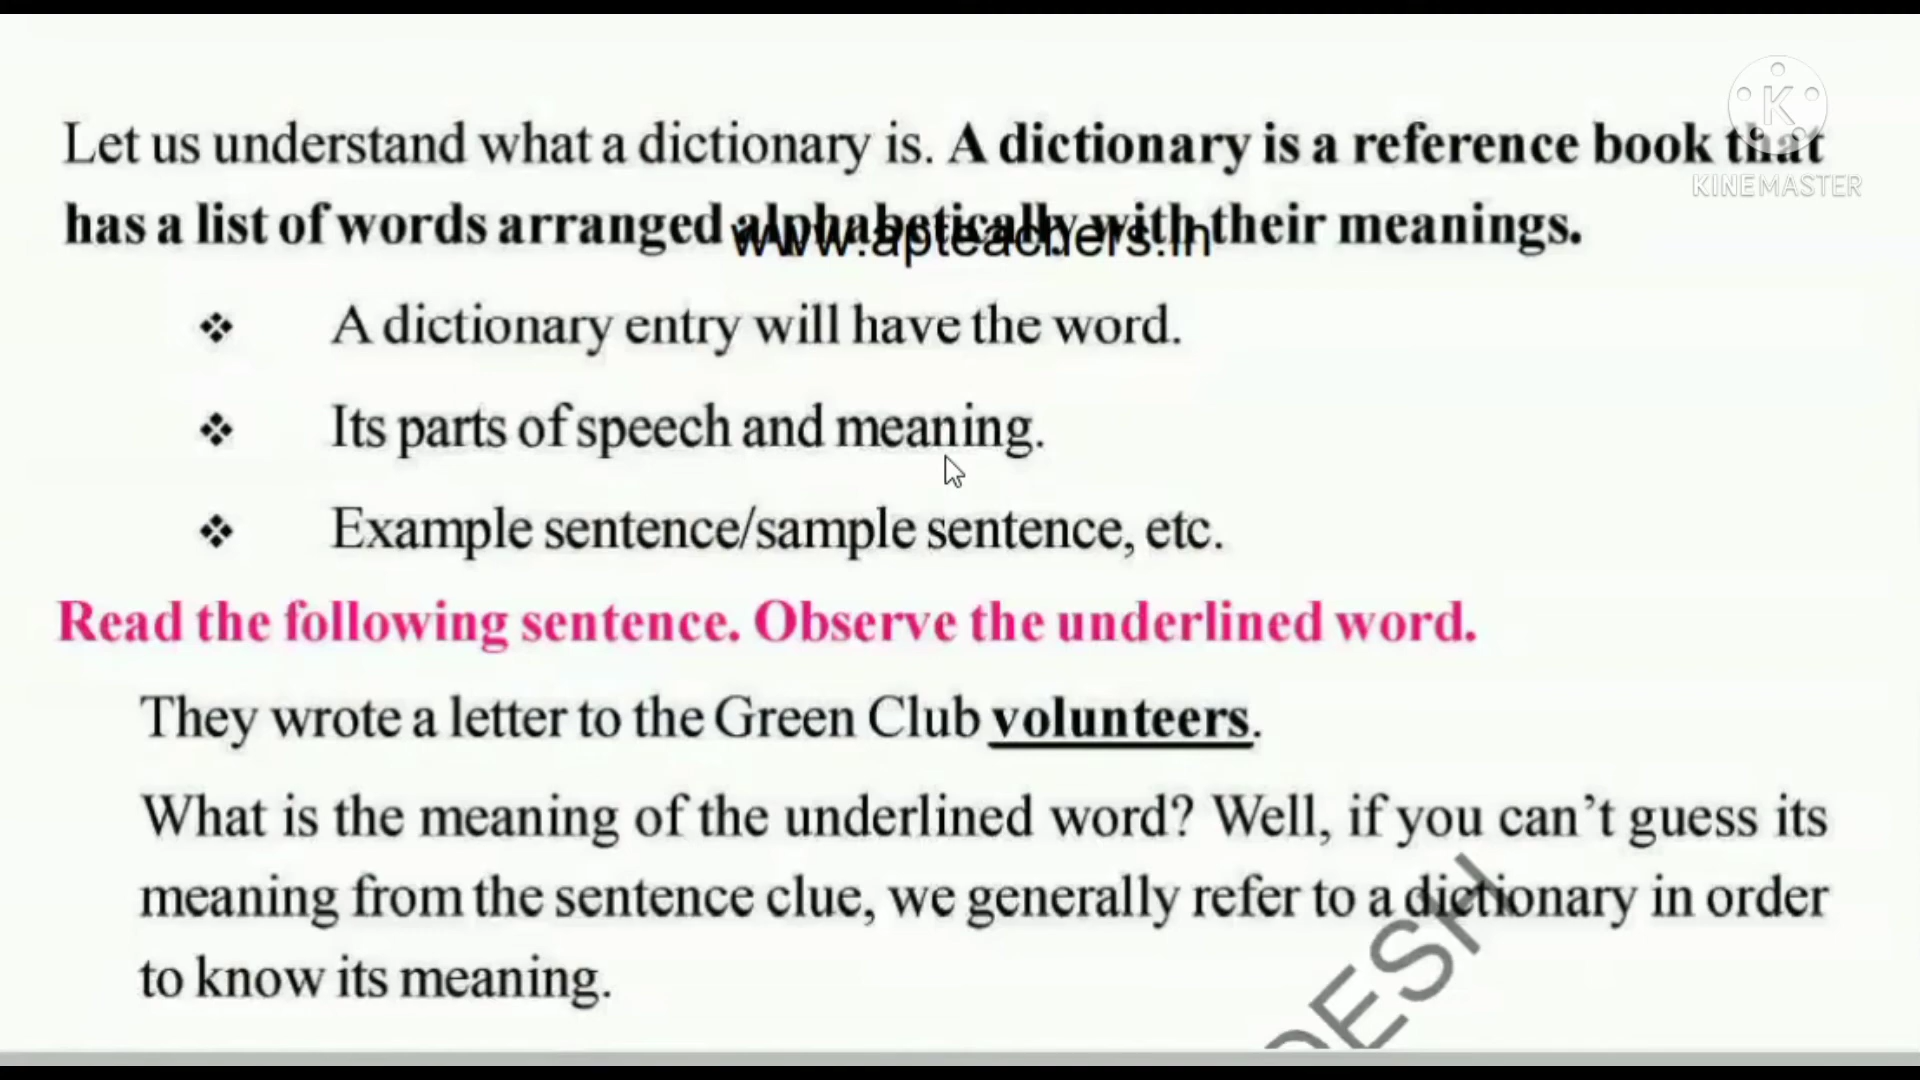 Let us understand what a dictionary is. A dictionary is a reference book that
KINEMASTER
has a list of words arranged alphabetically with their meanings.
www.apteachers.in
❖ A dictionary entry will have the word.
❖ Its parts of speech and meaning.
❖ Example sentence/sample sentence, etc.
Read the following sentence. Observe the underlined word.
They wrote a letter to the Green Club volunteers.
What is the meaning of the underlined word? Well, if you can't guess its
meaning from the sentence clue, we generally refer to a dictionary in order
to know its meaning.